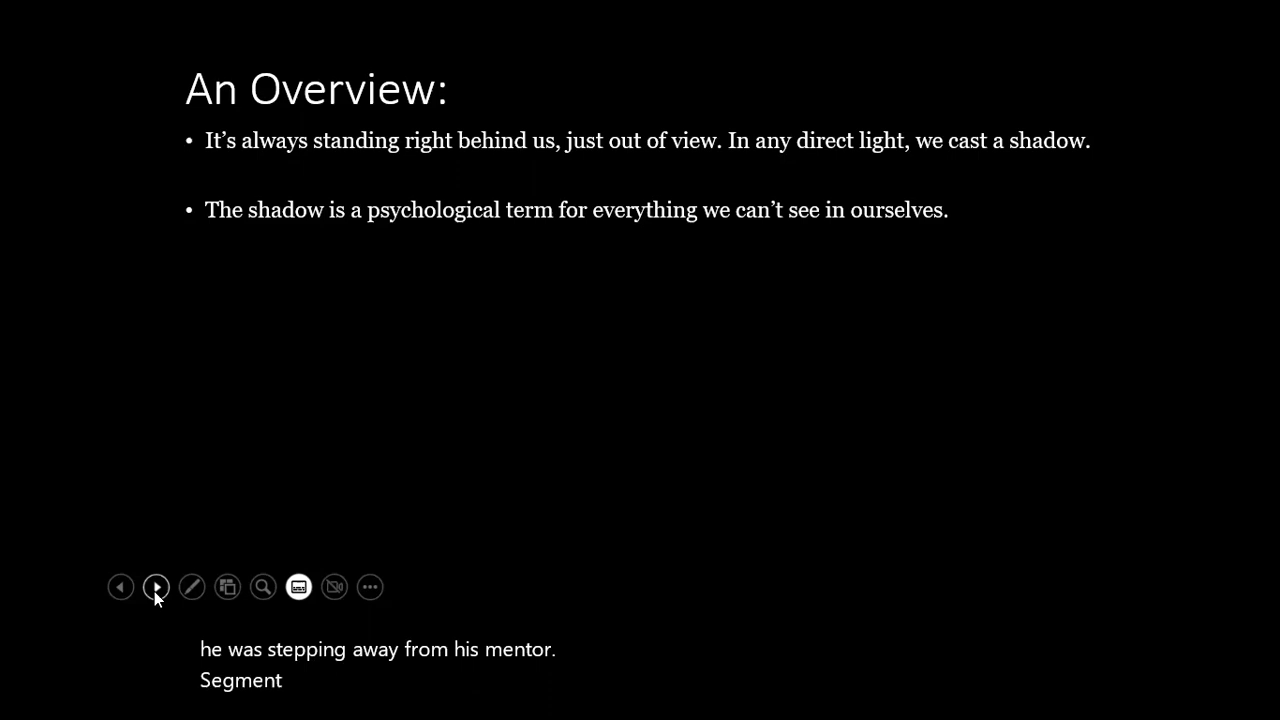 An Overview:
• It’s always standing right behind us, just out of view. In any direct light, we cast a shadow.
• The shadow is a psychological term for everything we can’t see in ourselves.
he was stepping away from his mentor.
Segment